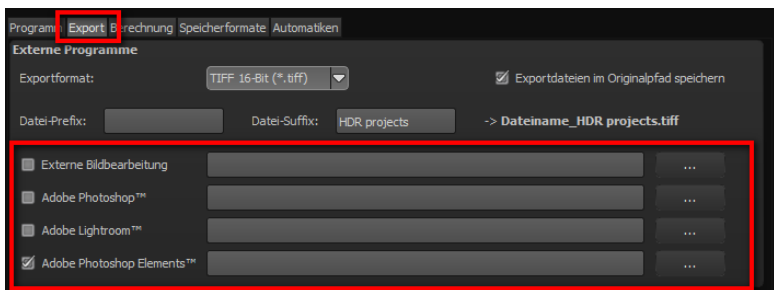 Programm Export Berechnung Speicherformate Automatiken
Externe Programme
Exportformat: TIFF 16-Bit (*.tiff) Exportdateien im Originalpfad speichern
Datei-Prefix: Datei-Suffix: HDR projects -> Dateiname_HDR projects.tiff
Externe Bildbearbeitung ...
Adobe Photoshop™ ...
Adobe Lightroom™ ...
Adobe Photoshop Elements™ ...